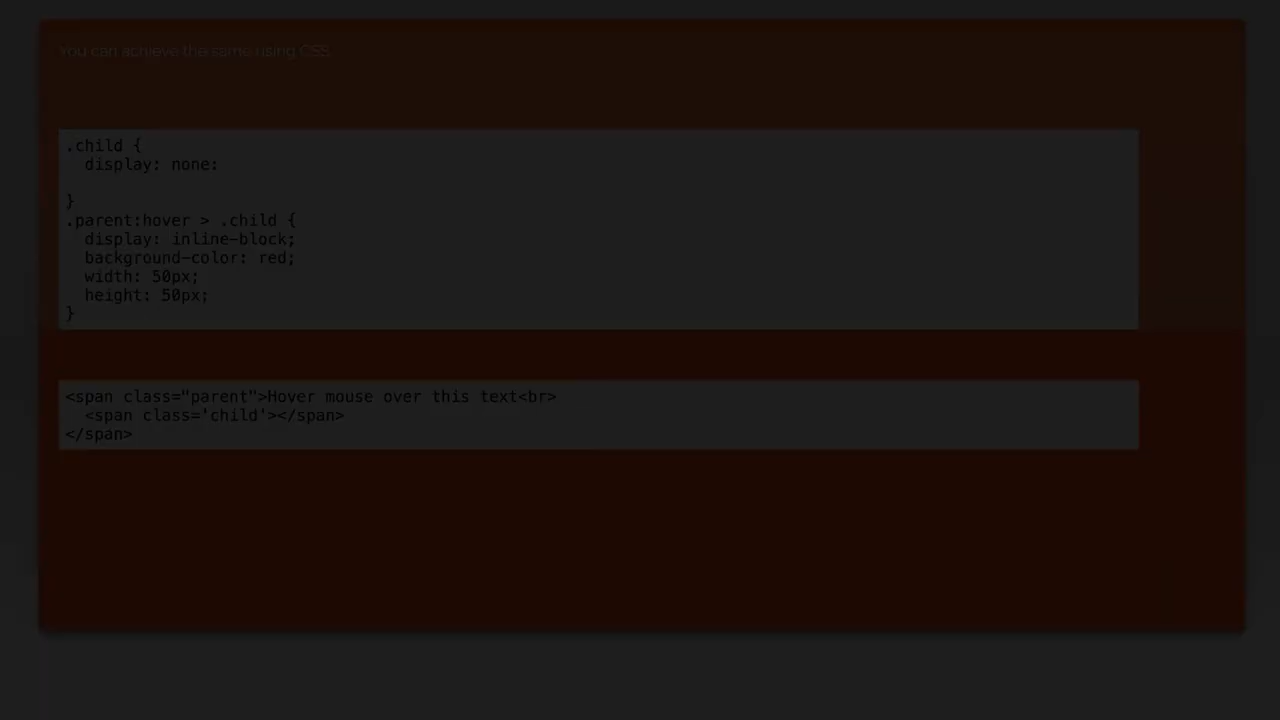 You can achieve the same using CSS
.child {
  display: none:
}
.parent:hover > .child {
  display: inline-block;
  background-color: red;
  width: 50px;
  height: 50px;
}
<span class="parent">Hover mouse over this text<br>
  <span class='child'></span>
</span>